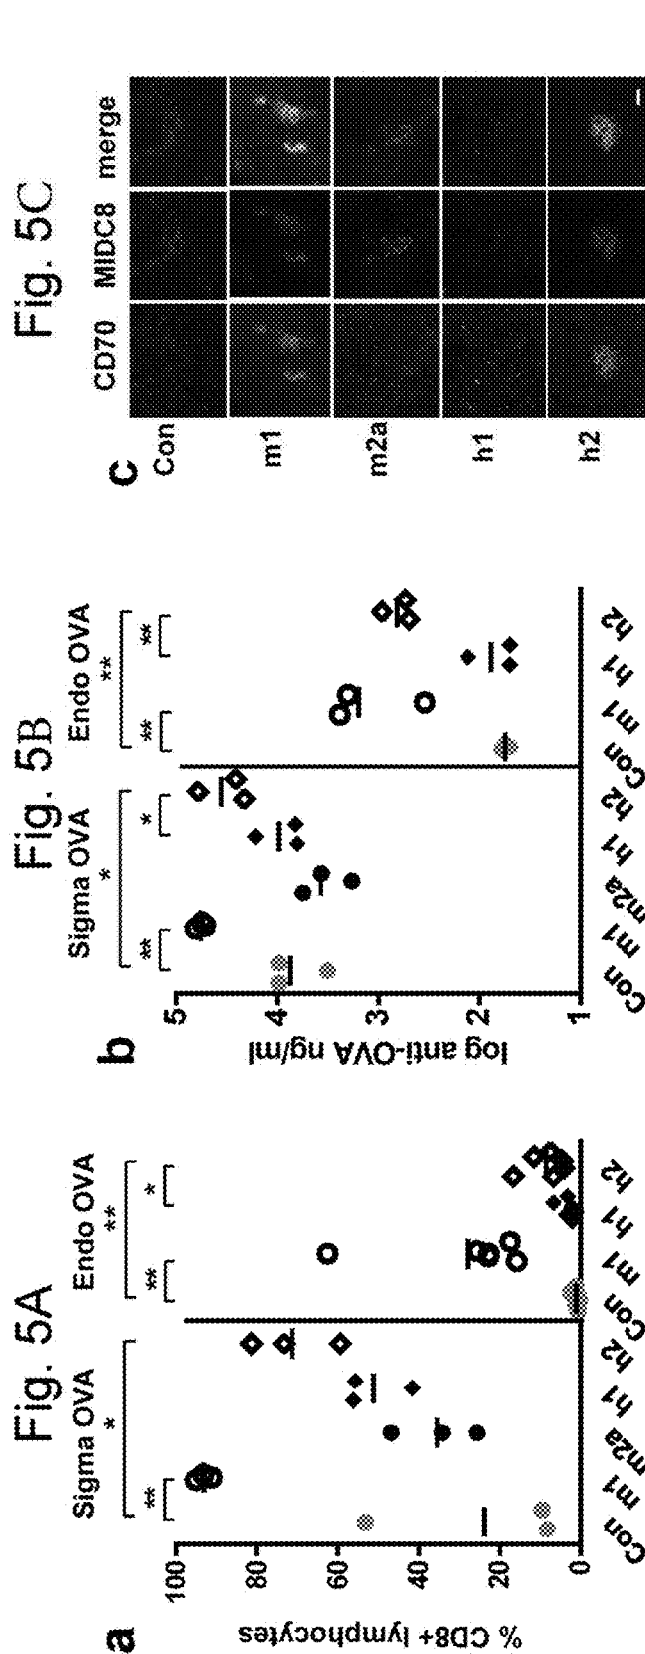 Fig. 5A
a
Sigma OVA
Endo OVA
*
**
**
**
*
% CD8+ lymphocytes
100
80
60
40
20
0
Con
m1
m2a
h1
h2
Con
m1
h1
h2
Fig. 5B
b
Sigma OVA
Endo OVA
*
**
**
*
**
**
log anti-OVA ng/ml
5
4
3
2
1
Con
m1
m2a
h1
h2
Con
m1
h1
h2
Fig. 5C
c
CD70
MIDC8
merge
Con
m1
m2a
h1
h2